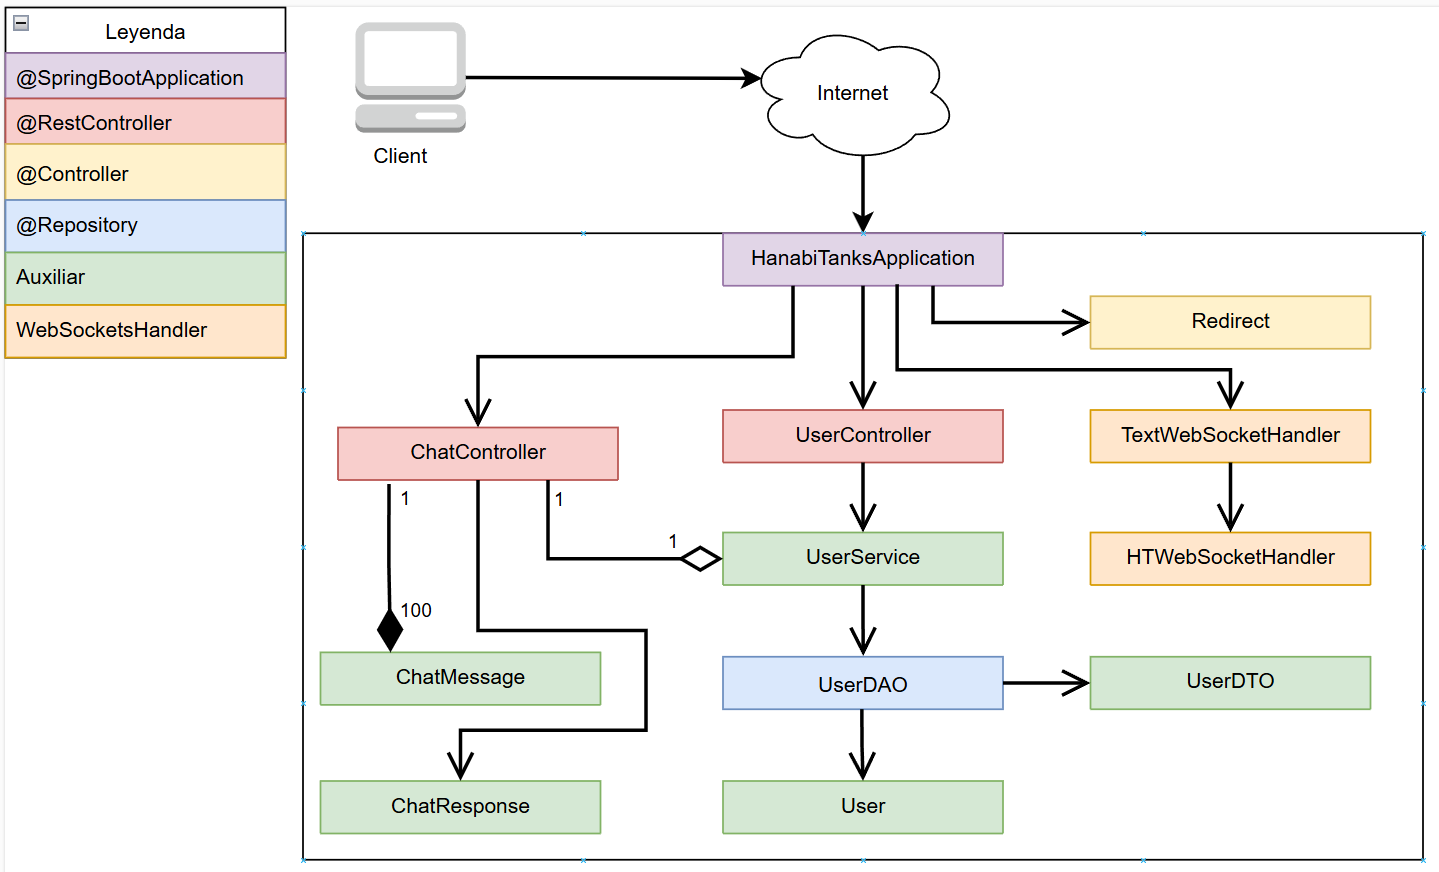 Leyenda
@SpringBootApplication
@RestController
@Controller
@Repository
Auxiliar
WebSocketsHandler
Client
Internet
HanabiTanksApplication
Redirect
ChatController
UserController
TextWebSocketHandler
1
1
1
UserService
HTWebSocketHandler
100
ChatMessage
UserDAO
UserDTO
ChatResponse
User